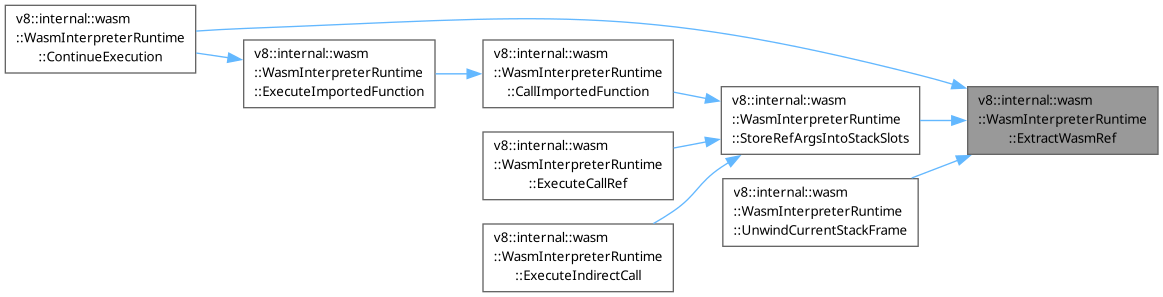 v8::internal::wasm
::WasmInterpreterRuntime
::ContinueExecution
v8::internal::wasm
::WasmInterpreterRuntime
::ExecuteImportedFunction
v8::internal::wasm
::WasmInterpreterRuntime
::CallImportedFunction
v8::internal::wasm
::WasmInterpreterRuntime
::StoreRefArgsIntoStackSlots
v8::internal::wasm
::WasmInterpreterRuntime
::ExtractWasmRef
v8::internal::wasm
::WasmInterpreterRuntime
::ExecuteCallRef
v8::internal::wasm
::WasmInterpreterRuntime
::UnwindCurrentStackFrame
v8::internal::wasm
::WasmInterpreterRuntime
::ExecuteIndirectCall